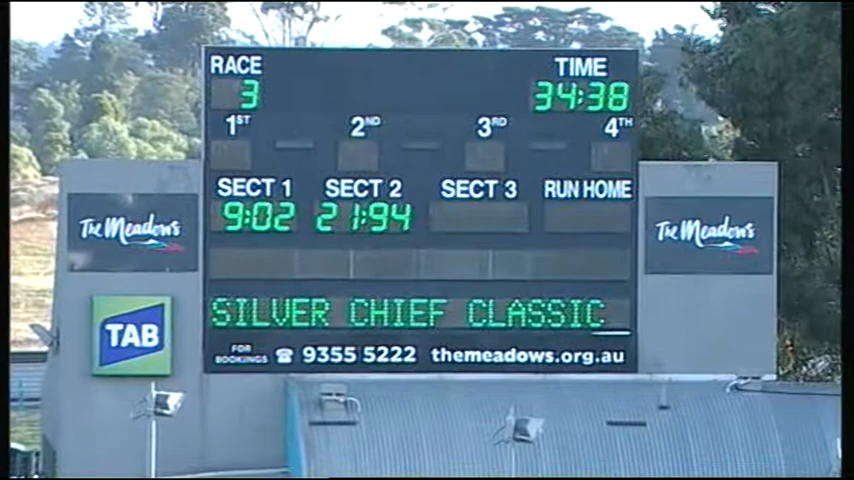 RACE TIME
3 34:38
1ST 2ND 3RD 4TH
SECT 1 SECT 2 SECT 3 RUN HOME
9:02 21:94
The Meadows
The Meadows
SILVER CHIEF CLASSIC
TAB
FOR BOOKINGS ☎ 9355 5222 themeadows.org.au